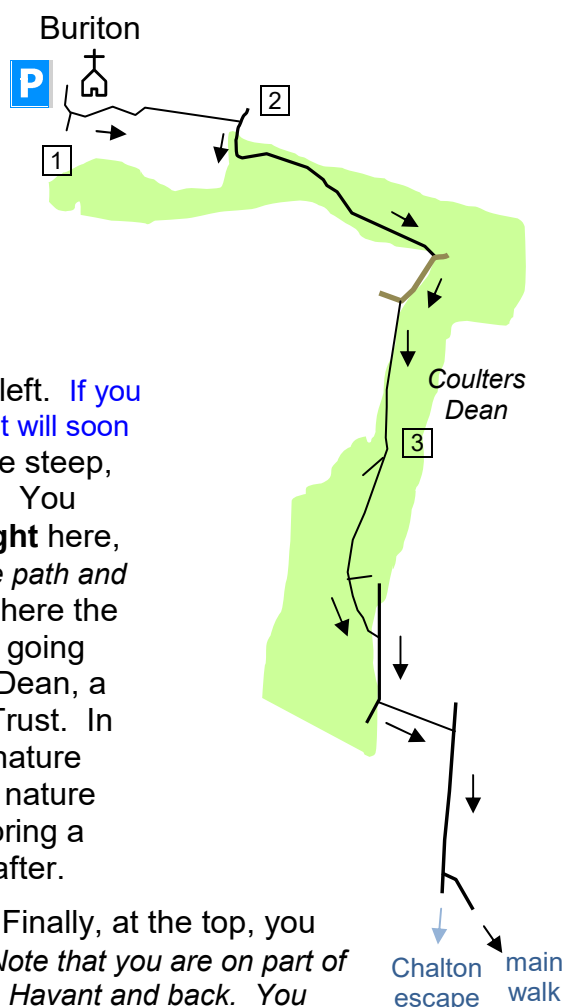 Buriton
P
2
1
left. If you
t will soon
e steep,
You
ght here,
e path and
here the
going
Dean, a
Trust. In
nature
nature
oring a
after.
Coulters
Dean
3
Finally, at the top, you
Note that you are on part of
Havant and back. You
Chalton
escape
main
walk